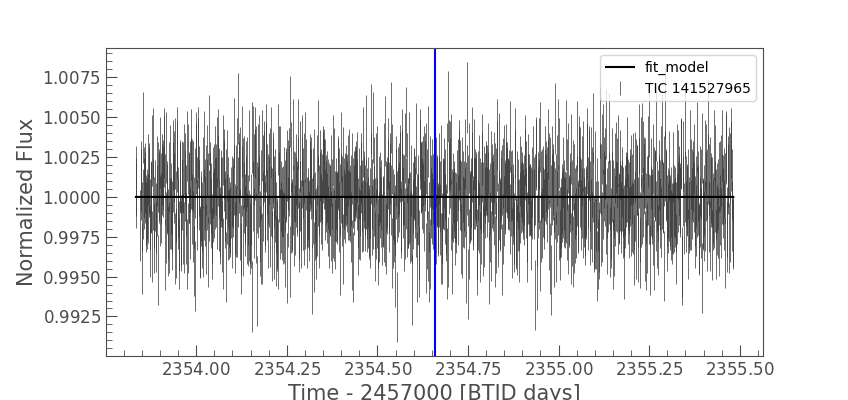 fit_model
TIC 141527965
Normalized Flux
1.0075
1.0050
1.0025
1.0000
0.9975
0.9950
0.9925
2354.00 2354.25 2354.50 2354.75 2355.00 2355.25 2355.50
Time - 2457000 [BTJD days]